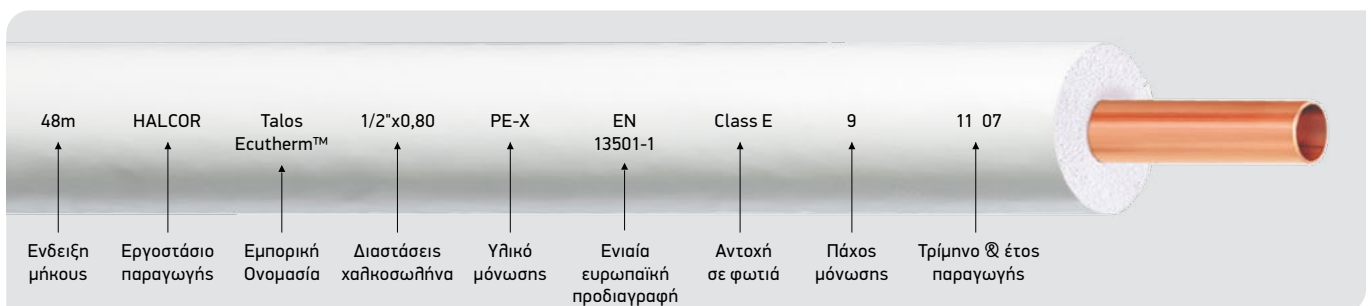 48m HALCOR Talos 1/2"x0,80 PE-X EN Class E 9 11 07
Ecutherm™ 13501-1
Ενδειξη Εργοστάσιο Εμπορική Διαστάσεις Υλικό Ενιαία Αντοχή Πάχος Τρίμηνο & έτος
μήκους παραγωγής Ονομασία χαλκοσωλήνα μόνωσης ευρωπαϊκή σε φωτιά μόνωσης παραγωγής
προδιαγραφή